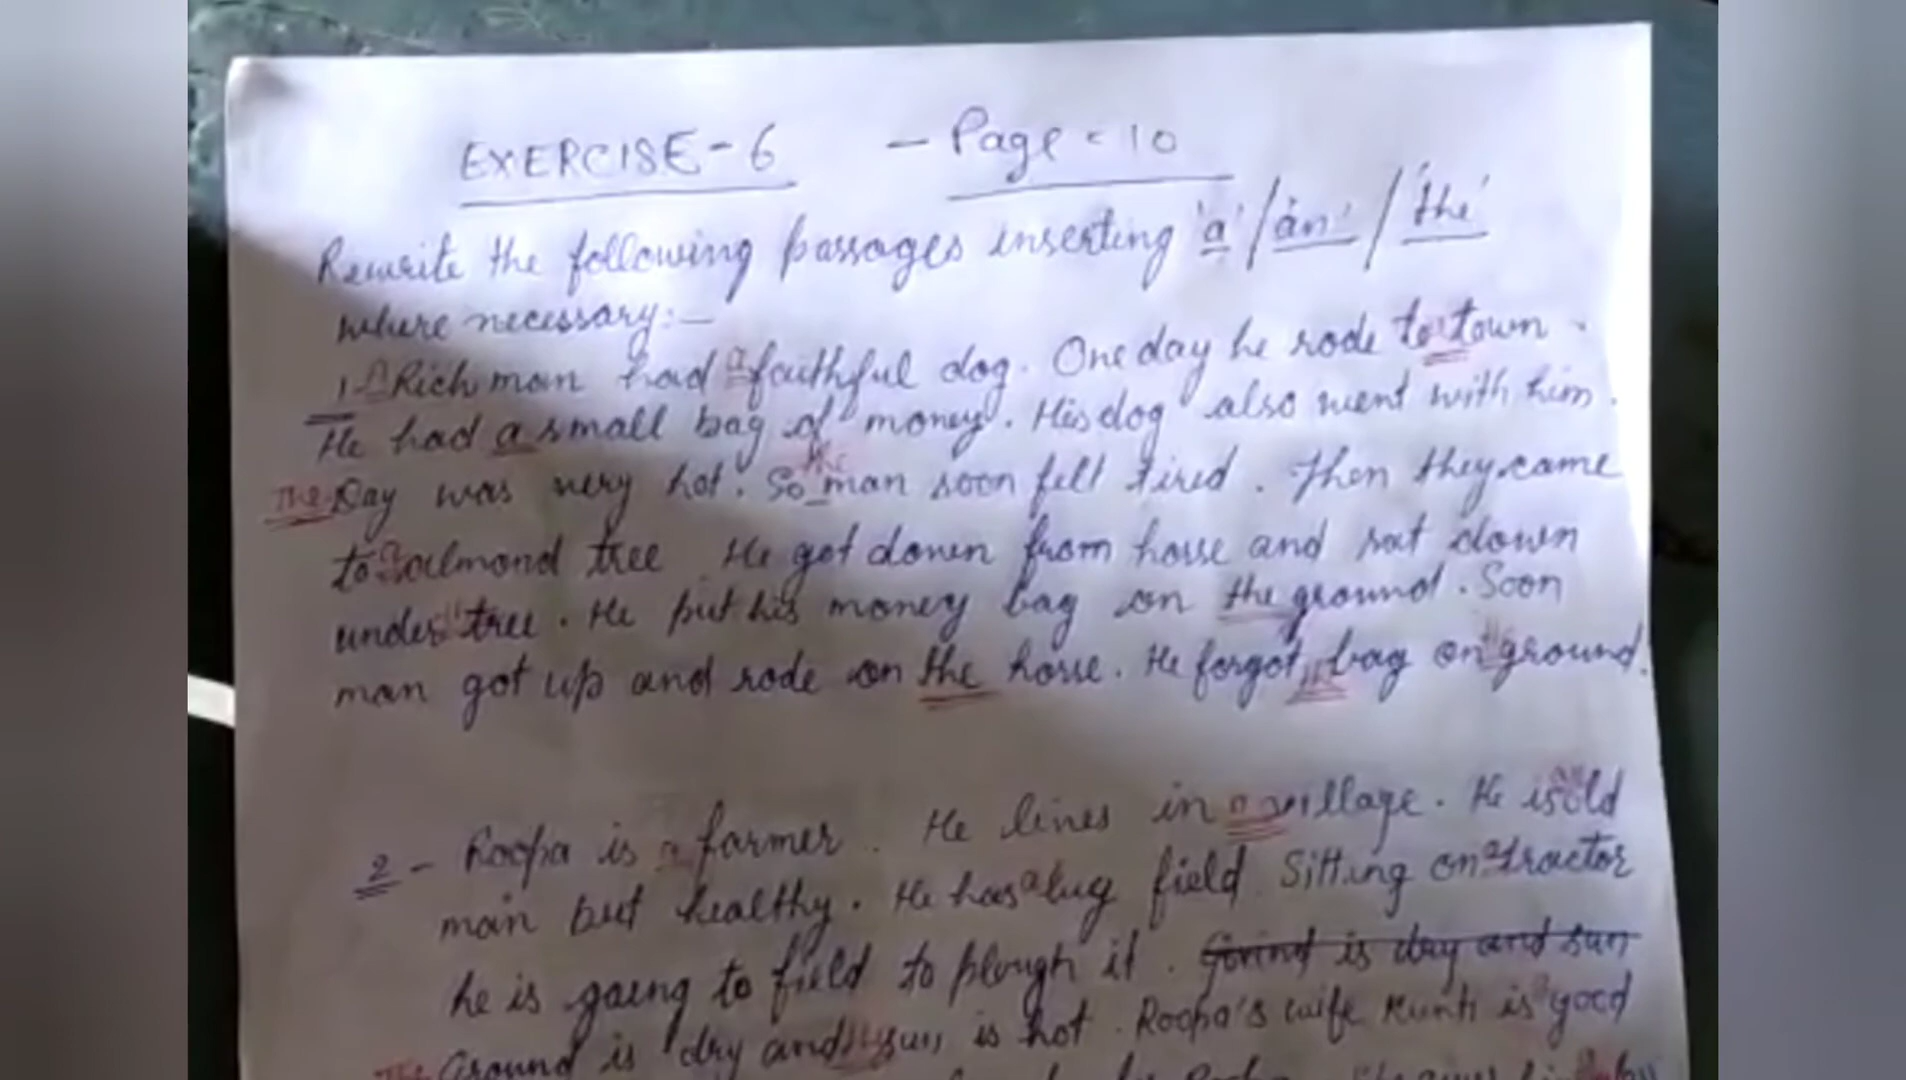 EXERCISE-6 - Page-10
Rewrite the following passages inserting 'a'/'an'/'the'
where necessary:-
1- A Rich man had a faithful dog. One day he rode to town.
He had a small bag of money. His dog also went with him.
The Day was very hot. So the man soon felt tired. Then they came
to almond tree He got down from horse and sat down
under tree. He put his money bag on the ground. Soon
man got up and rode on the horse. He forgot the bag on ground.
2- Roopa is a farmer. He lives in a village. He is an old
man but healthy. He has a big field Sitting on a tractor
he is going to field to plough it. is dry and sun
The Ground is dry and sun is hot. Roopa's wife Kunti is a good